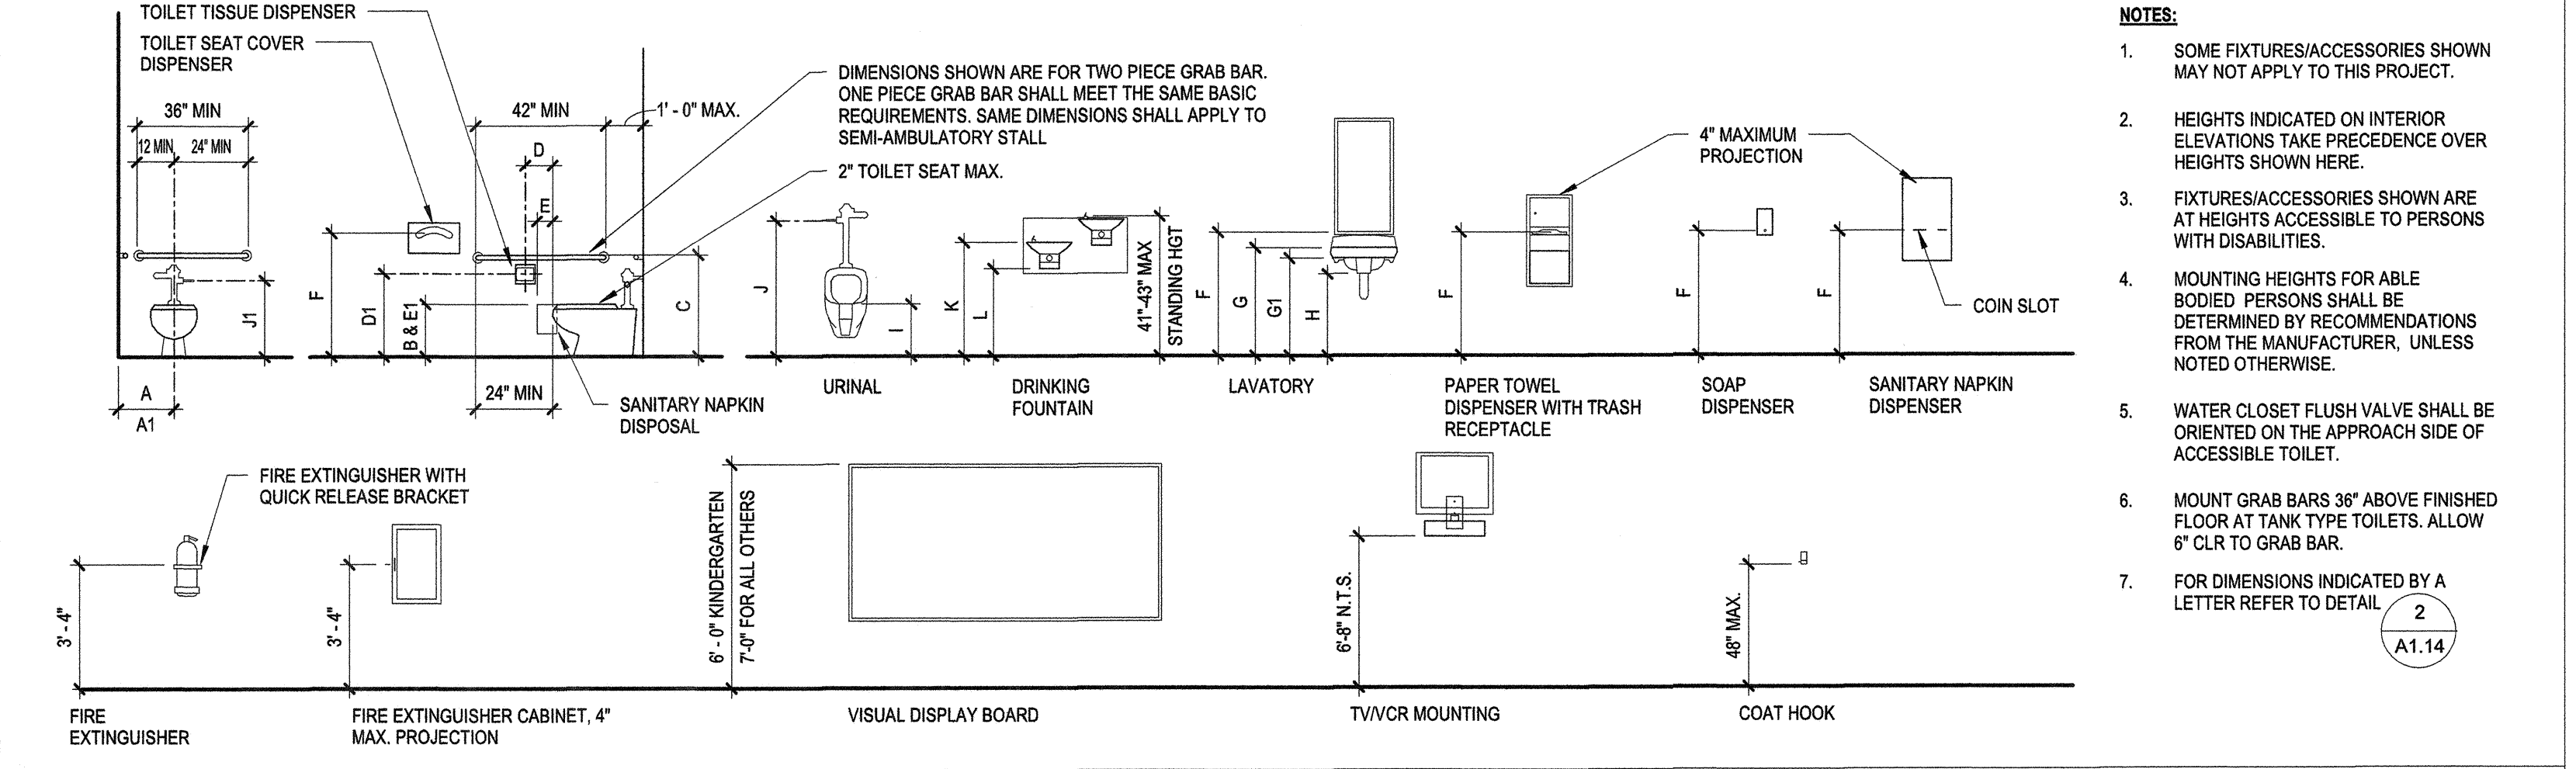 TOILET TISSUE DISPENSER
TOILET SEAT COVER
DISPENSER
36" MIN
12 MIN
24" MIN
42" MIN
1' - 0" MAX.
D
E
DIMENSIONS SHOWN ARE FOR TWO PIECE GRAB BAR.
ONE PIECE GRAB BAR SHALL MEET THE SAME BASIC
REQUIREMENTS. SAME DIMENSIONS SHALL APPLY TO
SEMI-AMBULATORY STALL
2" TOILET SEAT MAX.
4" MAXIMUM
PROJECTION
J1
F
D1
B & E1
C
J
I
K
L
41"-43" MAX
STANDING HGT
F
G
G1
H
F
F
F
COIN SLOT
A
A1
24" MIN
SANITARY NAPKIN
DISPOSAL
URINAL
DRINKING
FOUNTAIN
LAVATORY
PAPER TOWEL
DISPENSER WITH TRASH
RECEPTACLE
SOAP
DISPENSER
SANITARY NAPKIN
DISPENSER
FIRE EXTINGUISHER WITH
QUICK RELEASE BRACKET
3' - 4"
3' - 4"
6' - 0" KINDERGARTEN
7'-0" FOR ALL OTHERS
6'-8" N.T.S.
48" MAX.
FIRE
EXTINGUISHER
FIRE EXTINGUISHER CABINET, 4"
MAX. PROJECTION
VISUAL DISPLAY BOARD
TV/VCR MOUNTING
COAT HOOK
NOTES:
1. SOME FIXTURES/ACCESSORIES SHOWN
MAY NOT APPLY TO THIS PROJECT.
2. HEIGHTS INDICATED ON INTERIOR
ELEVATIONS TAKE PRECEDENCE OVER
HEIGHTS SHOWN HERE.
3. FIXTURES/ACCESSORIES SHOWN ARE
AT HEIGHTS ACCESSIBLE TO PERSONS
WITH DISABILITIES.
4. MOUNTING HEIGHTS FOR ABLE
BODIED PERSONS SHALL BE
DETERMINED BY RECOMMENDATIONS
FROM THE MANUFACTURER, UNLESS
NOTED OTHERWISE.
5. WATER CLOSET FLUSH VALVE SHALL BE
ORIENTED ON THE APPROACH SIDE OF
ACCESSIBLE TOILET.
6. MOUNT GRAB BARS 36" ABOVE FINISHED
FLOOR AT TANK TYPE TOILETS. ALLOW
6" CLR TO GRAB BAR.
7. FOR DIMENSIONS INDICATED BY A
LETTER REFER TO DETAIL
2
A1.14